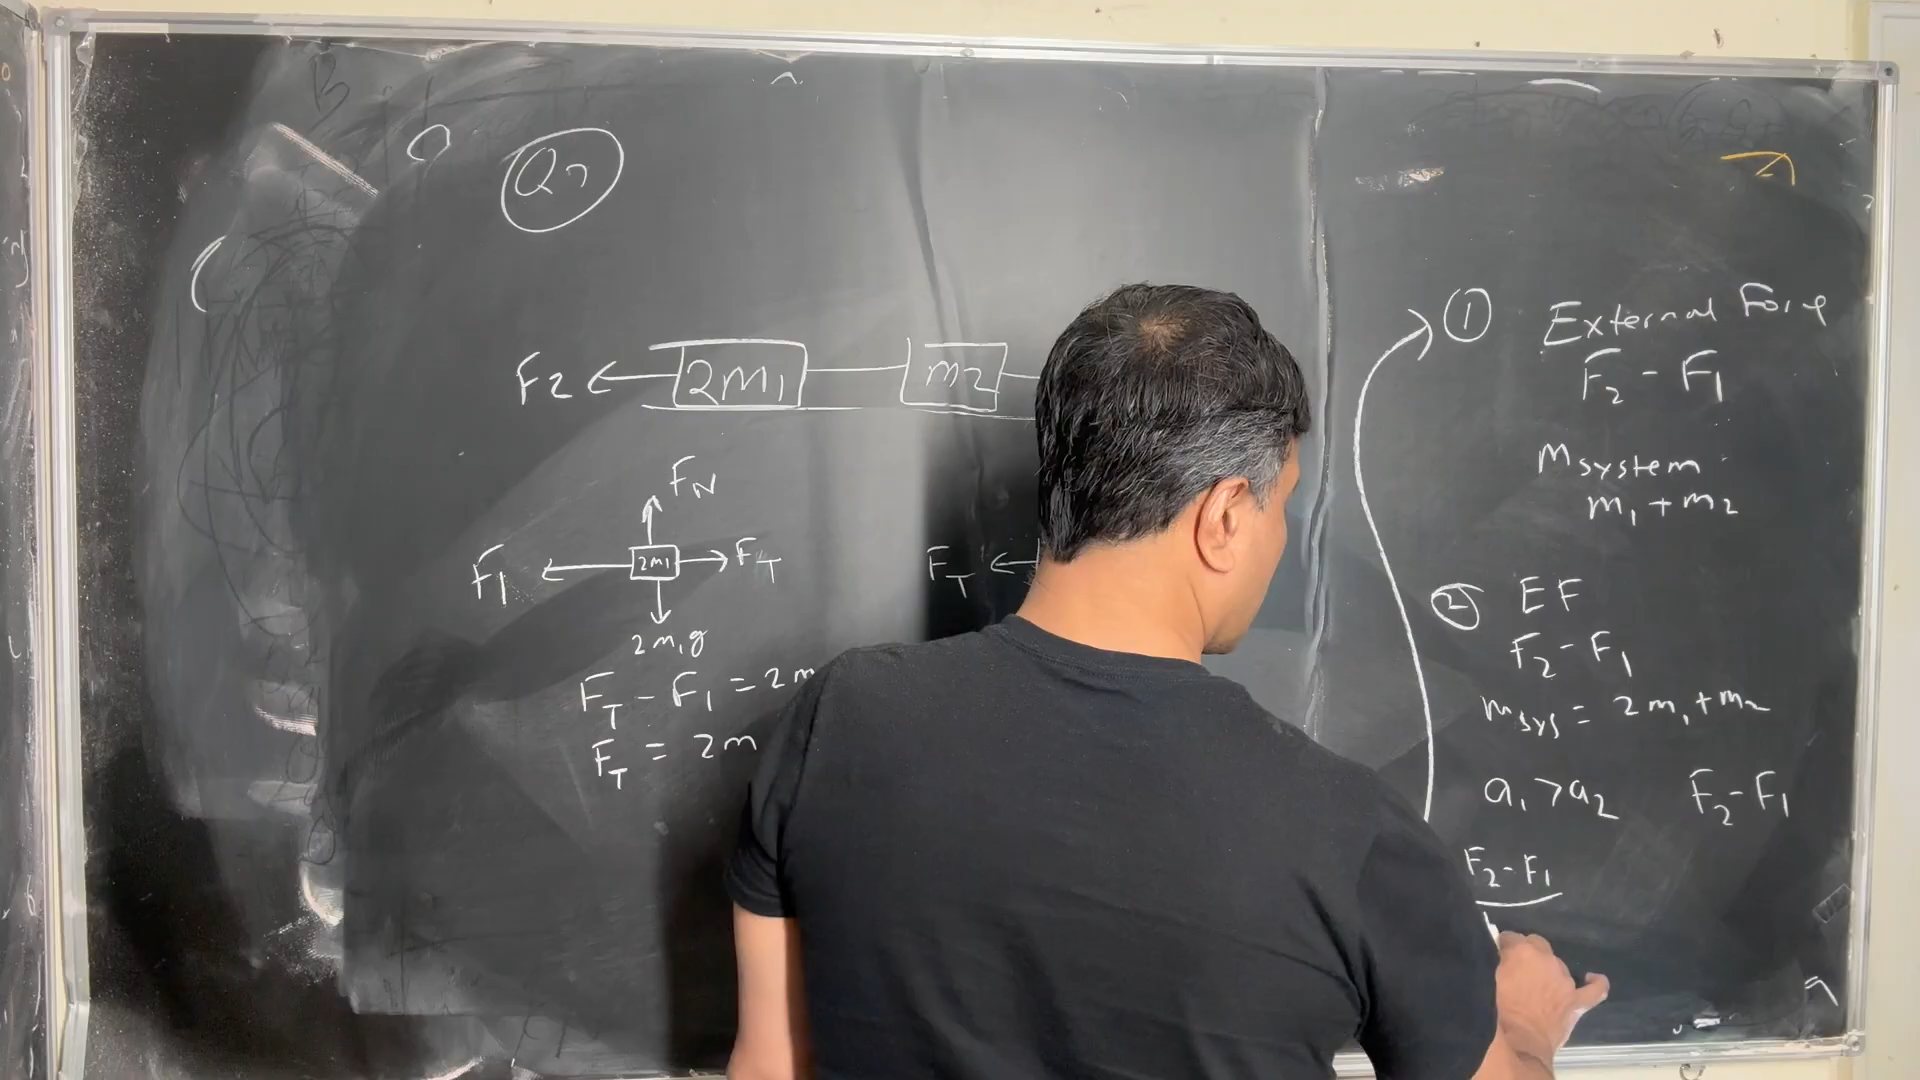 Q7
F2 ← 2m1 m2
FN
F1 ← 2m1 → FT
2m1g
FT - F1 = 2m
FT = 2m
FT ←
→ 1 External Force
F2 - F1
msystem
m1 + m2
2 EF
F2 - F1
msys = 2m1 + m2
a1 > a2 F2 - F1
F2 - F1